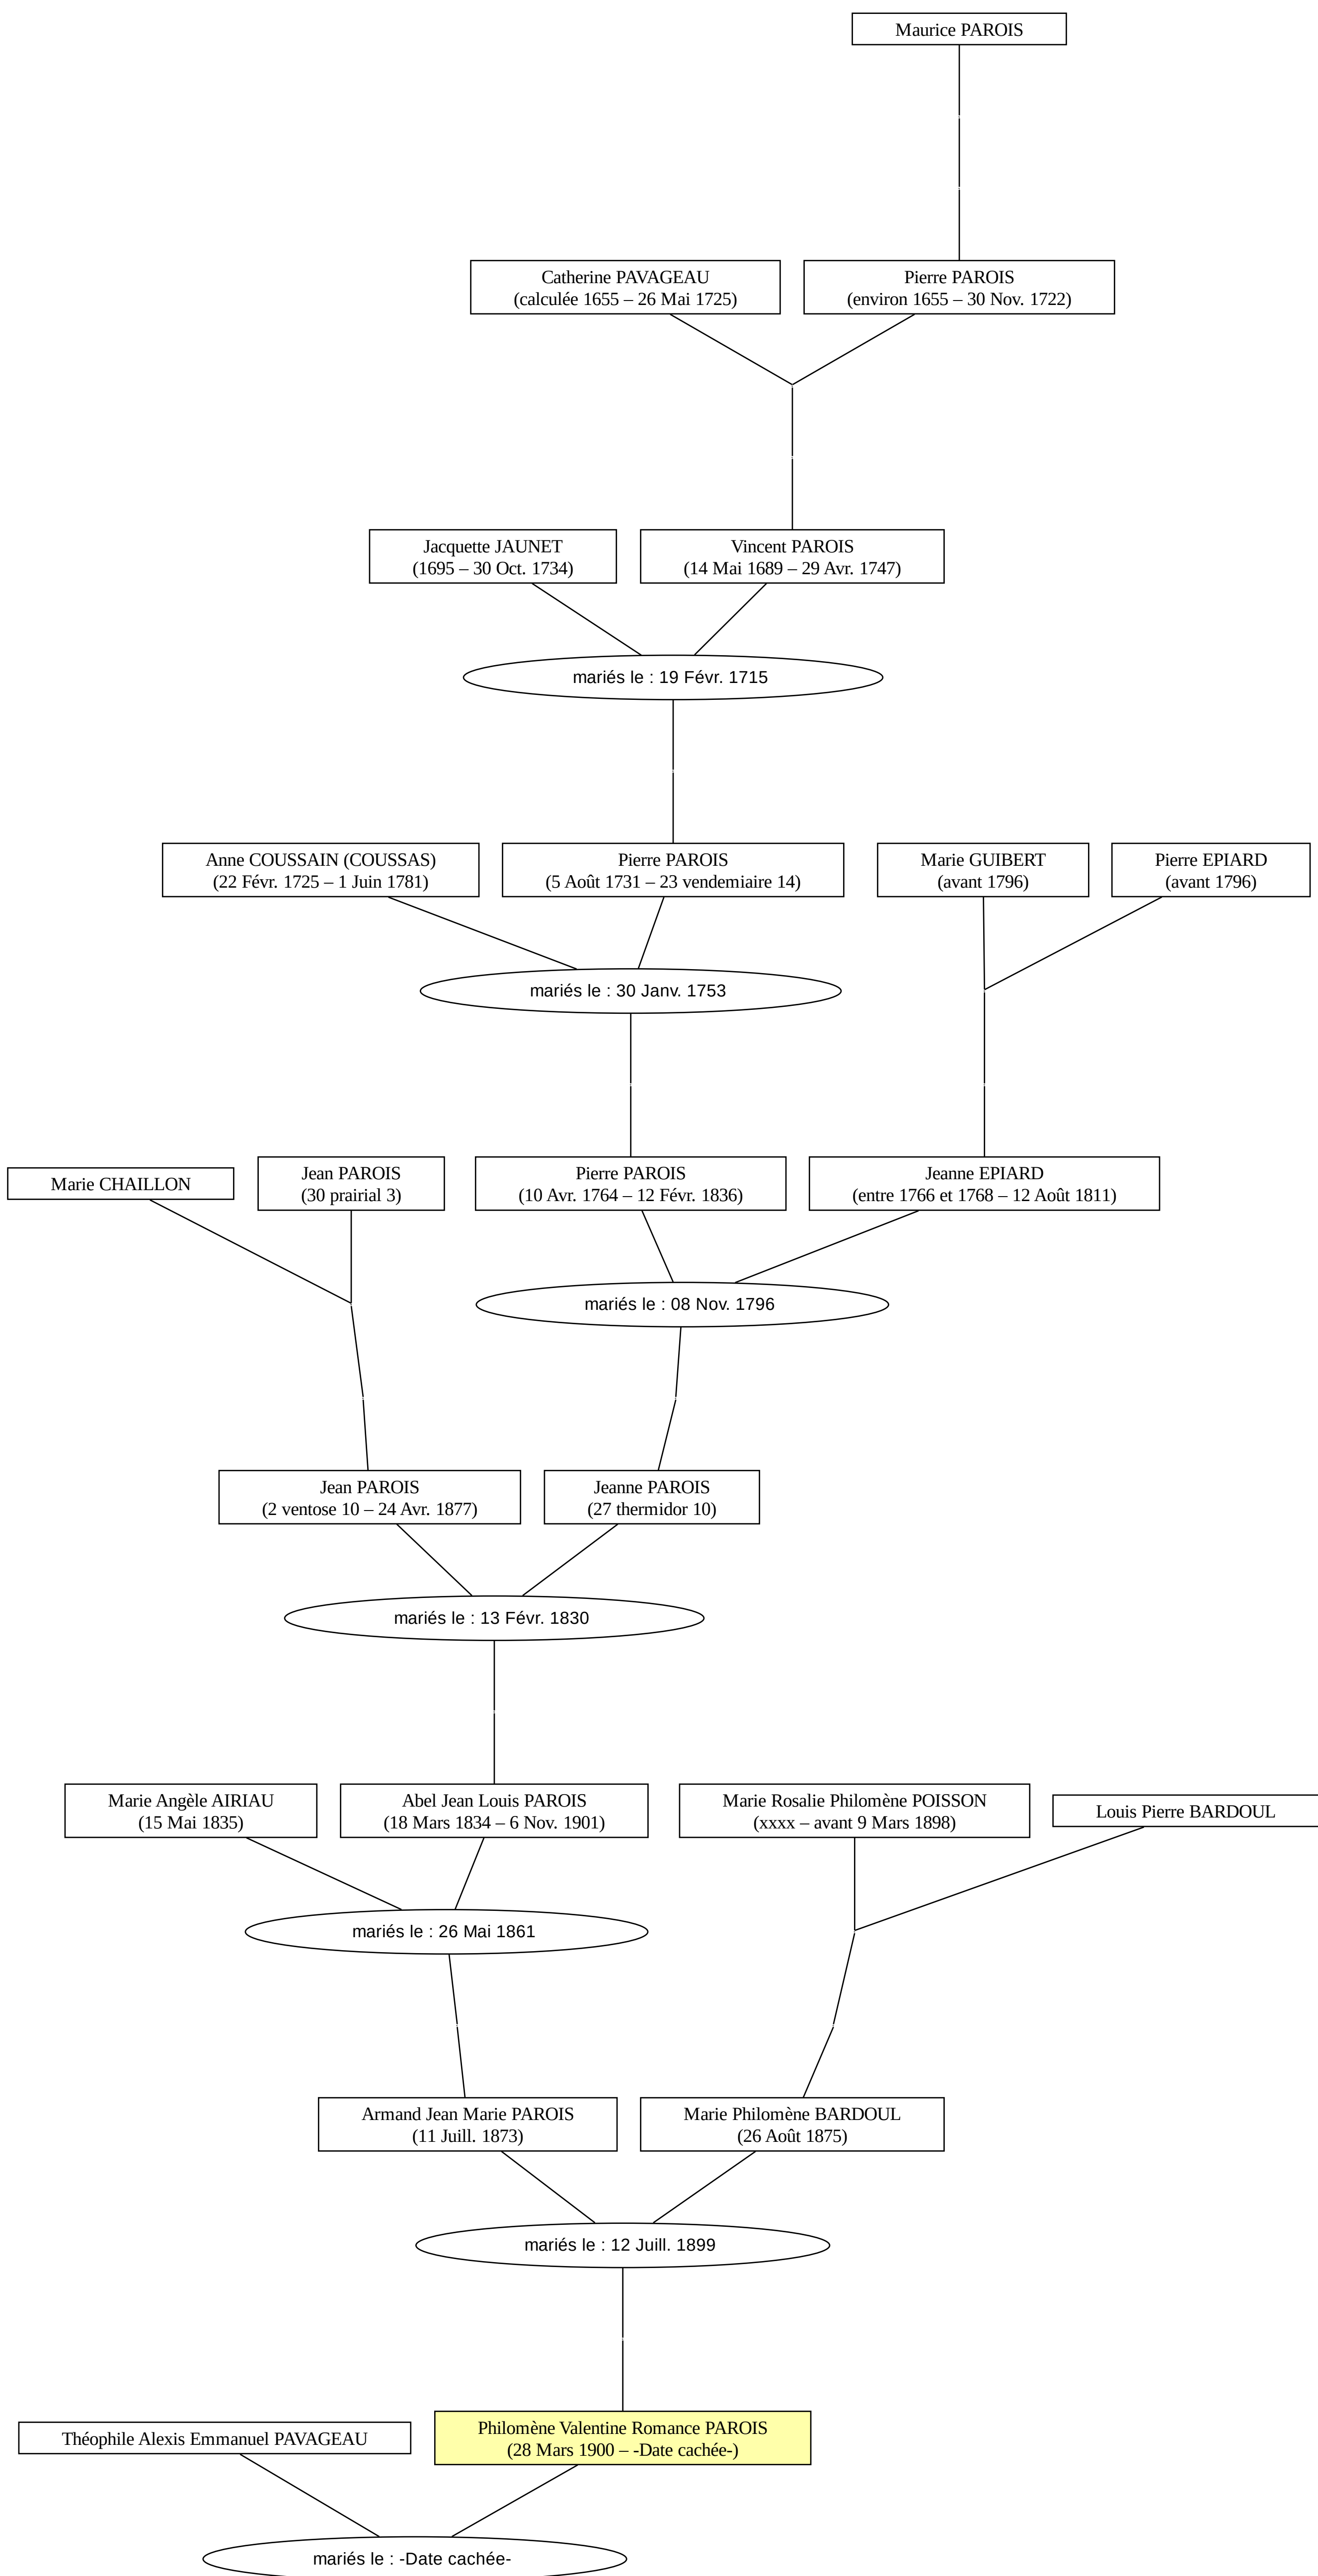 Maurice PAROIS
Catherine PAVAGEAU
(calculée 1655 – 26 Mai 1725)
Pierre PAROIS
(environ 1655 – 30 Nov. 1722)
Jacquette JAUNET
(1695 – 30 Oct. 1734)
Vincent PAROIS
(14 Mai 1689 – 29 Avr. 1747)
mariés le : 19 Févr. 1715
Anne COUSSAIN (COUSSAS)
(22 Févr. 1725 – 1 Juin 1781)
Pierre PAROIS
(5 Août 1731 – 23 vendemiaire 14)
Marie GUIBERT
(avant 1796)
Pierre EPIARD
(avant 1796)
mariés le : 30 Janv. 1753
Marie CHAILLON
Jean PAROIS
(30 prairial 3)
Pierre PAROIS
(10 Avr. 1764 – 12 Févr. 1836)
Jeanne EPIARD
(entre 1766 et 1768 – 12 Août 1811)
mariés le : 08 Nov. 1796
Jean PAROIS
(2 ventose 10 – 24 Avr. 1877)
Jeanne PAROIS
(27 thermidor 10)
mariés le : 13 Févr. 1830
Marie Angèle AIRIAU
(15 Mai 1835)
Abel Jean Louis PAROIS
(18 Mars 1834 – 6 Nov. 1901)
Marie Rosalie Philomène POISSON
(xxxx – avant 9 Mars 1898)
Louis Pierre BARDOUL
mariés le : 26 Mai 1861
Armand Jean Marie PAROIS
(11 Juill. 1873)
Marie Philomène BARDOUL
(26 Août 1875)
mariés le : 12 Juill. 1899
Théophile Alexis Emmanuel PAVAGEAU
Philomène Valentine Romance PAROIS
(28 Mars 1900 – -Date cachée-)
mariés le : -Date cachée-